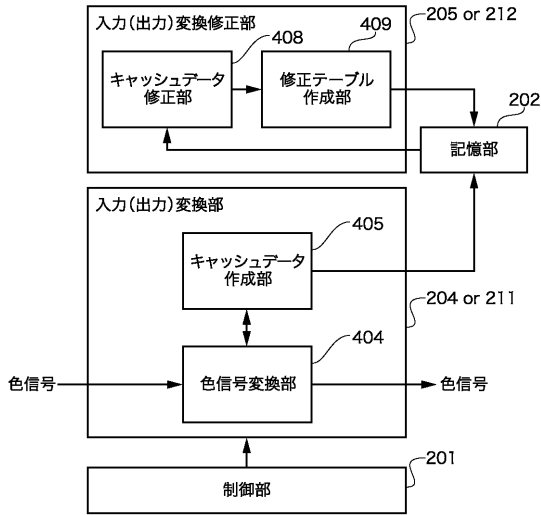 入力(出力)変換修正部
205 or 212
408
409
キャッシュデータ
修正部
修正テーブル
作成部
202
記憶部
入力(出力)変換部
405
キャッシュデータ
作成部
204 or 211
404
色信号
色信号変換部
色信号
201
制御部